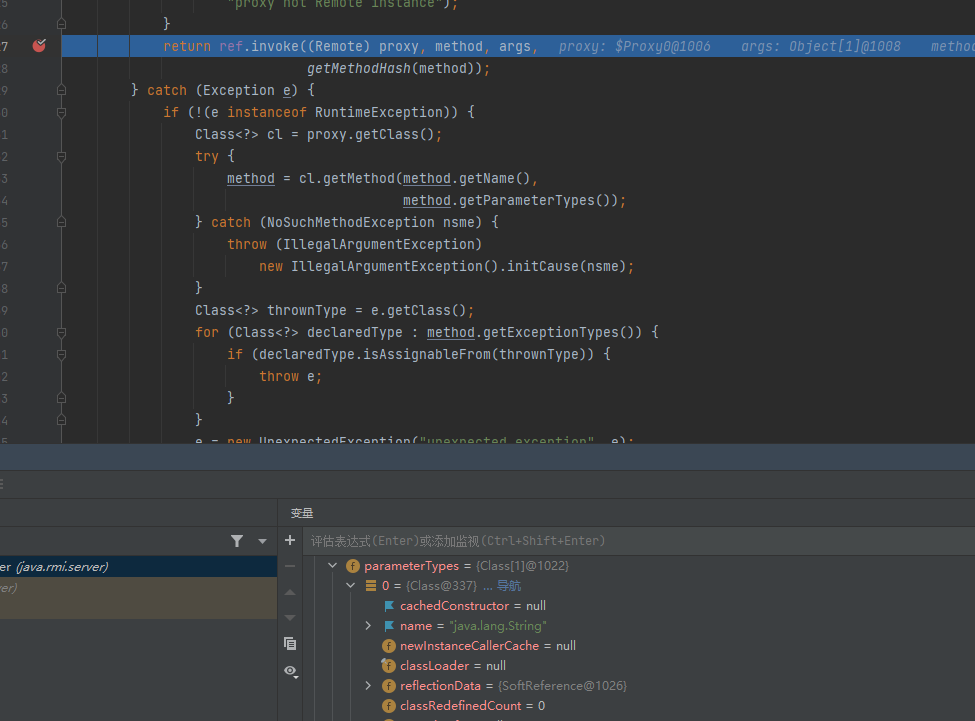 "proxy not Remote instance");
6 }
7 return ref.invoke((Remote) proxy, method, args, proxy: $Proxy0@1006 args: Object[1]@1008 method
8 getMethodHash(method));
9 } catch (Exception e) {
0 if (!(e instanceof RuntimeException)) {
1 Class<?> cl = proxy.getClass();
2 try {
3 method = cl.getMethod(method.getName(),
4 method.getParameterTypes());
5 } catch (NoSuchMethodException nsme) {
6 throw (IllegalArgumentException)
7 new IllegalArgumentException().initCause(nsme);
8 }
9 Class<?> thrownType = e.getClass();
0 for (Class<?> declaredType : method.getExceptionTypes()) {
1 if (declaredType.isAssignableFrom(thrownType)) {
2 throw e;
3 }
4 }
5 e = new UnexpectedException("unexpected exception", e);
变量
评估表达式(Enter)或添加监视(Ctrl+Shift+Enter)
er (java.rmi.server)
er)
parameterTypes = {Class[1]@1022}
0 = {Class@337} ... 导航
cachedConstructor = null
name = "java.lang.String"
newInstanceCallerCache = null
classLoader = null
reflectionData = {SoftReference@1026}
classRedefinedCount = 0